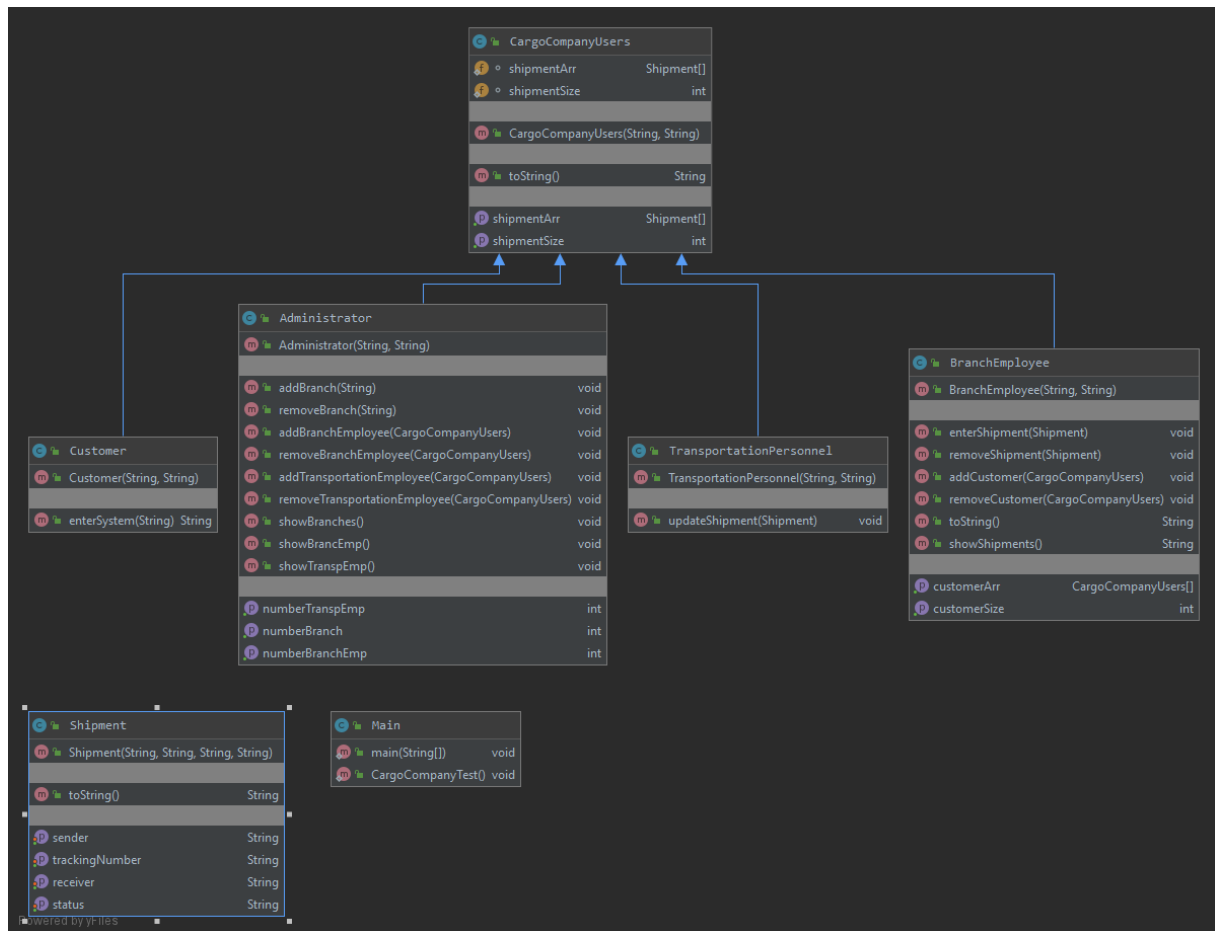 CargoCompanyUsers
shipmentArr Shipment[]
shipmentSize int
CargoCompanyUsers(String, String)
toString() String
shipmentArr Shipment[]
shipmentSize int
Administrator
Administrator(String, String)
addBranch(String) void
removeBranch(String) void
addBranchEmployee(CargoCompanyUsers) void
removeBranchEmployee(CargoCompanyUsers) void
addTransportationEmployee(CargoCompanyUsers) void
removeTransportationEmployee(CargoCompanyUsers) void
showBranches() void
showBrancEmp() void
showTranspEmp() void
numberTranspEmp int
numberBranch int
numberBranchEmp int
BranchEmployee
BranchEmployee(String, String)
enterShipment(Shipment) void
removeShipment(Shipment) void
addCustomer(CargoCompanyUsers) void
removeCustomer(CargoCompanyUsers) void
toString() String
showShipments() String
customerArr CargoCompanyUsers[]
customerSize int
Customer
Customer(String, String)
enterSystem(String) String
TransportationPersonnel
TransportationPersonnel(String, String)
updateShipment(Shipment) void
Shipment
Shipment(String, String, String, String)
toString() String
sender String
trackingNumber String
receiver String
status String
Main
main(String[]) void
CargoCompanyTest() void
Powered by yFiles